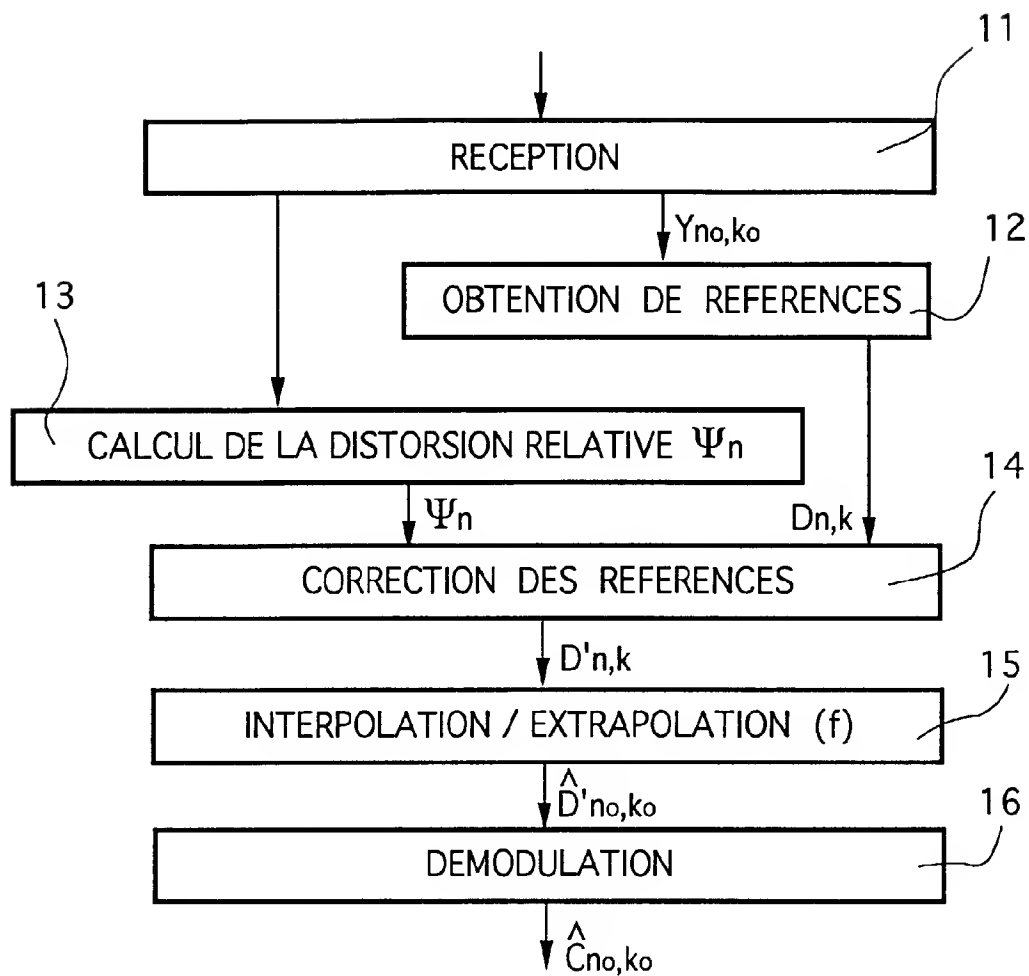 11
RECEPTION
Yno,ko
12
OBTENTION DE REFERENCES
13
CALCUL DE LA DISTORSION RELATIVE Ψn
14
Ψn
Dn,k
CORRECTION DES REFERENCES
D'n,k
15
INTERPOLATION / EXTRAPOLATION (f)
D̂'no,ko
16
DEMODULATION
Ĉno,ko